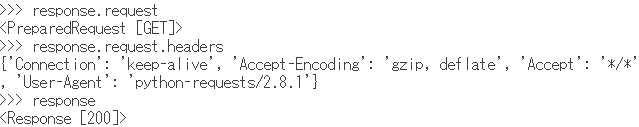 >>> response.request
<PreparedRequest [GET]>
>>> response.request.headers
{'Connection': 'keep-alive', 'Accept-Encoding': 'gzip, deflate', 'Accept': '*/*'
, 'User-Agent': 'python-requests/2.8.1'}
>>> response
<Response [200]>